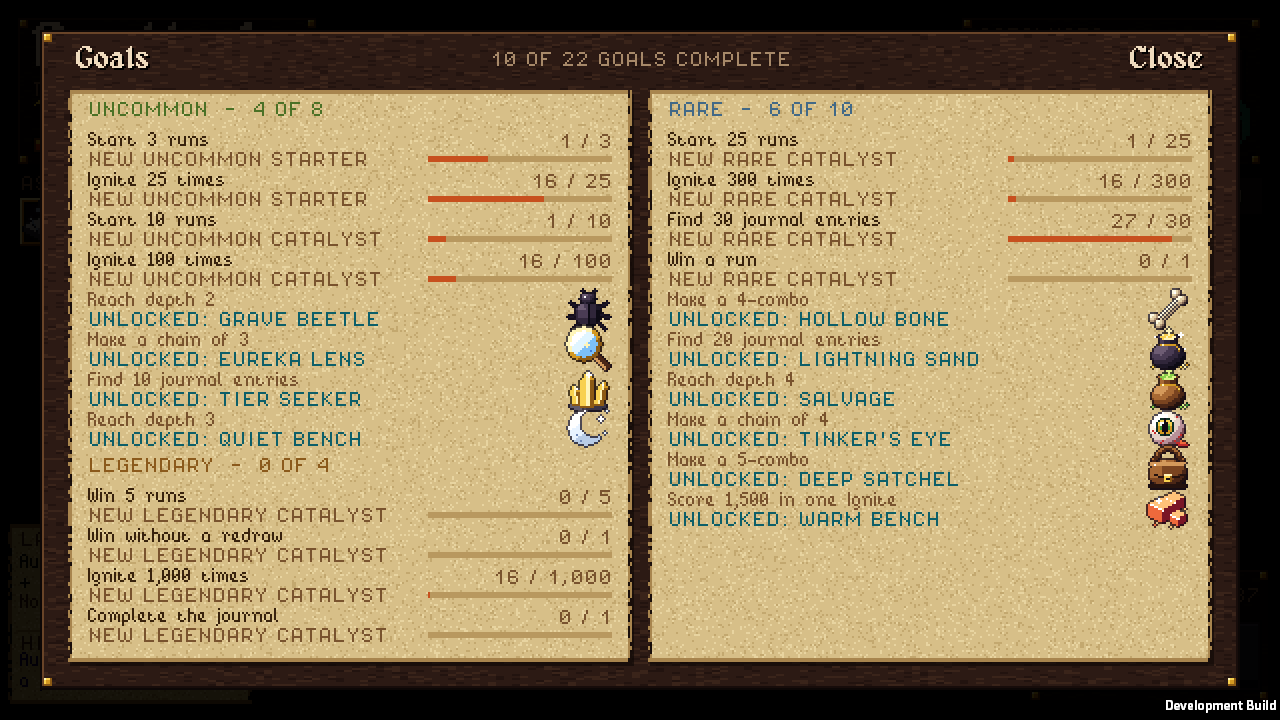 Goals
10 OF 22 GOALS COMPLETE
Close
UNCOMMON - 4 OF 8
Start 3 runs
1 / 3
NEW UNCOMMON STARTER
Ignite 25 times
16 / 25
NEW UNCOMMON STARTER
Start 10 runs
1 / 10
NEW UNCOMMON CATALYST
Ignite 100 times
16 / 100
NEW UNCOMMON CATALYST
Reach depth 2
UNLOCKED: GRAVE BEETLE
Make a chain of 3
UNLOCKED: EUREKA LENS
Find 10 journal entries
UNLOCKED: TIER SEEKER
Reach depth 3
UNLOCKED: QUIET BENCH
LEGENDARY - 0 OF 4
Win 5 runs
0 / 5
NEW LEGENDARY CATALYST
Win without a redraw
0 / 1
NEW LEGENDARY CATALYST
Ignite 1,000 times
16 / 1,000
NEW LEGENDARY CATALYST
Complete the journal
0 / 1
NEW LEGENDARY CATALYST
RARE - 6 OF 10
Start 25 runs
1 / 25
NEW RARE CATALYST
Ignite 300 times
16 / 300
NEW RARE CATALYST
Find 30 journal entries
27 / 30
NEW RARE CATALYST
Win a run
0 / 1
NEW RARE CATALYST
Make a 4-combo
UNLOCKED: HOLLOW BONE
Find 20 journal entries
UNLOCKED: LIGHTNING SAND
Reach depth 4
UNLOCKED: SALVAGE
Make a chain of 4
UNLOCKED: TINKER'S EYE
Make a 5-combo
UNLOCKED: DEEP SATCHEL
Score 1,500 in one Ignite
UNLOCKED: WARM BENCH
Development Build